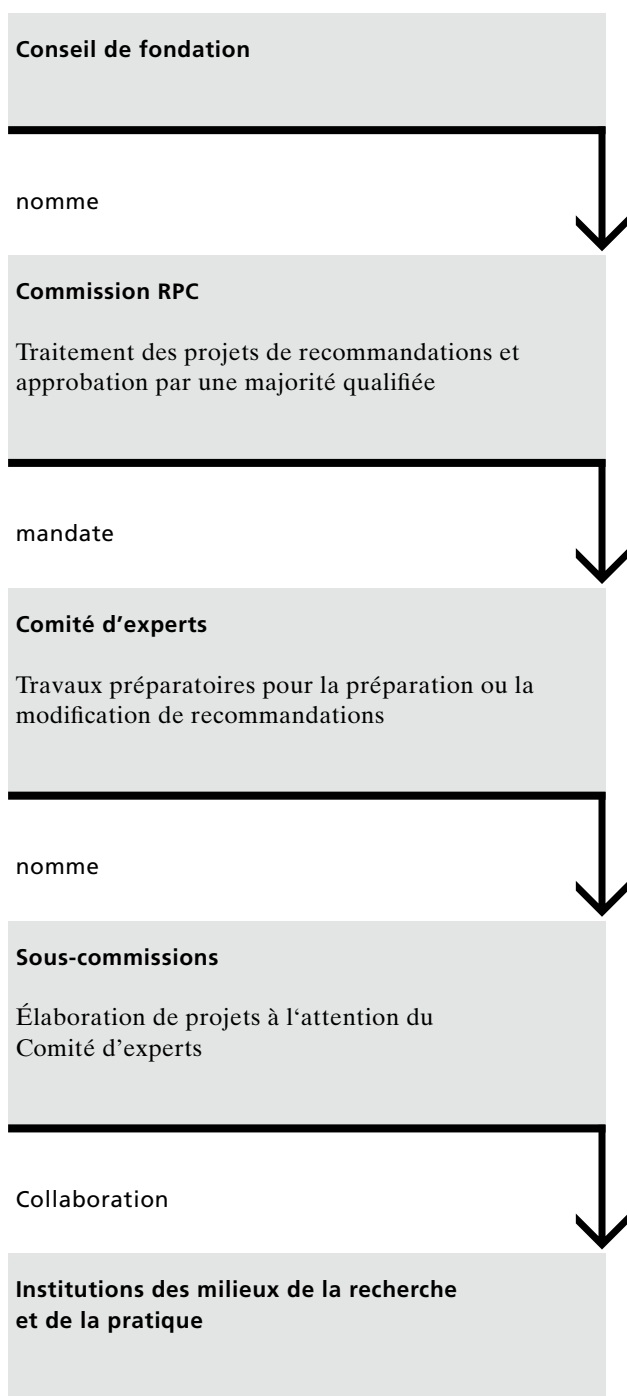 Conseil de fondation
nomme
Commission RPC
Traitement des projets de recommandations et
approbation par une majorité qualifiée
mandate
Comité d’experts
Travaux préparatoires pour la préparation ou la
modification de recommandations
nomme
Sous-commissions
Élaboration de projets à l‘attention du
Comité d’experts
Collaboration
Institutions des milieux de la recherche
et de la pratique